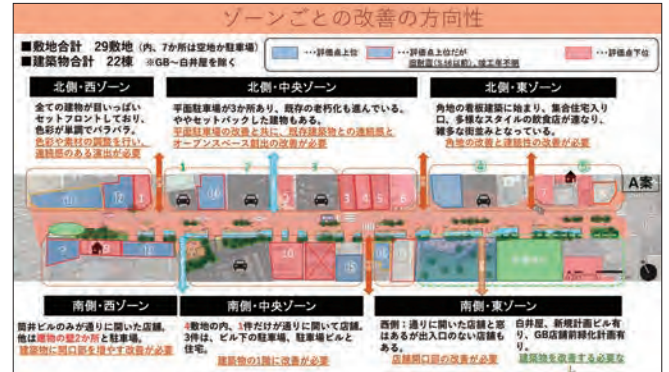 ゾーンごとの改善の方向性
■敷地合計 29敷地（内、7か所は空地か駐車場）
■建築物合計 22棟 ※GB～白井屋を除く
･･･評価点上位
･･･評価点上位だが
･･･評価点下位
北側・西ゾーン
全ての建物が目いっぱい
セットフロントしており、
色彩が単調でバラバラ。
色彩や素材の調整を行い、
連続感のある演出が必要
北側・中央ゾーン
平面駐車場が3か所あり、既存の老朽化も進んでいる。
ややセットバックした建物もある。
平面駐車場の改善と共に、既存建築物との連続感と
オープンスペース創出の改善が必要
北側・東ゾーン
角地の看板建築に始まり、集合住宅入り
口、多様なスタイルの飲食店が連なり、
雑多な街並みとなっている。
角地の改善と連続性の改善が必要
A案
1
2
3
④
⑤
⑪
⑫
1
⑭
3
4
5
6
7
8
9
10
⑮
南側・西ゾーン
筒井ビルのみが通りに開いた店舗。
他は建物の壁2か所と駐車場。
建築物に開口部を増やす改善が必要
南側・中央ゾーン
4敷地の内、1件だけが通りに開いて店舗。
3件は、ビル下の駐車場、駐車場ビルと
住宅。
建築物の1階に改善が必要
南側・東ゾーン
西側：通りに開いた店舗と窓
はあるが出入口のない店舗も
ある。
店舗開口部の改善が必要
白井屋、新規計画ビル有
り、GB店舗前緑化計画有
り。
建築物を改善する必要な
し